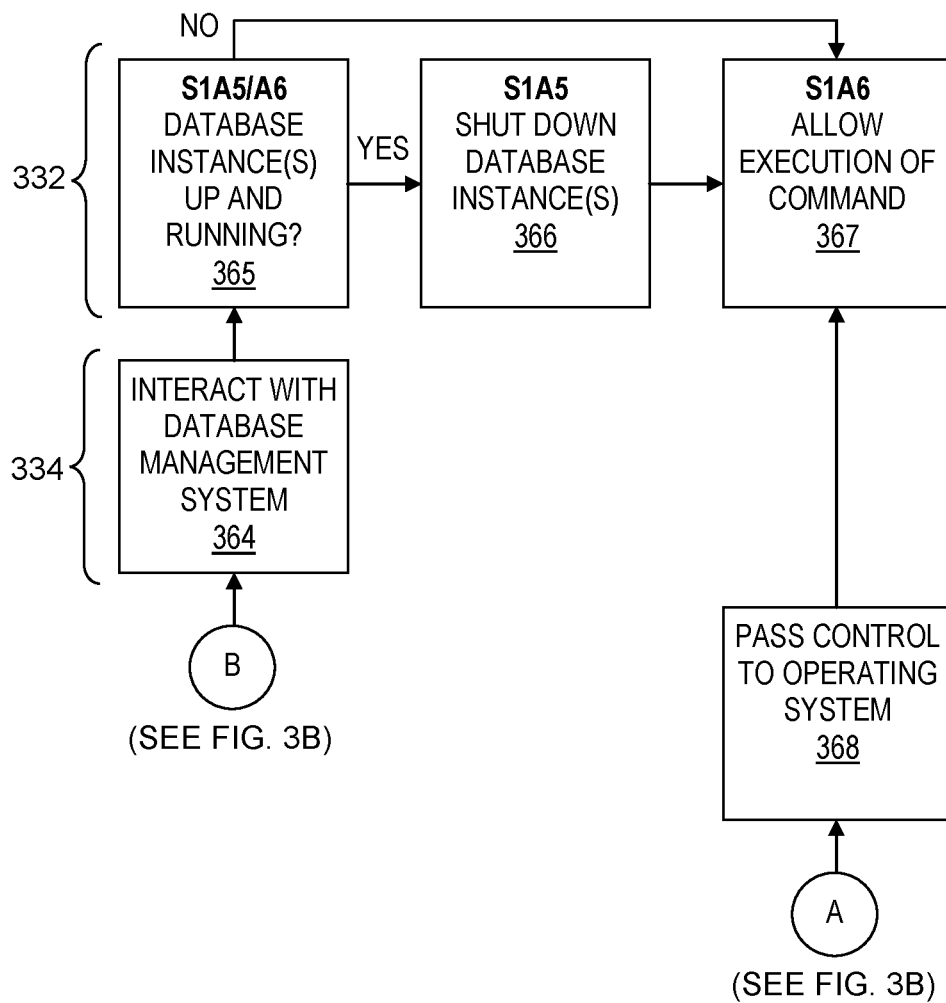 NO
332
S1A5/A6
DATABASE
INSTANCE(S)
UP AND
RUNNING?
365
YES
S1A5
SHUT DOWN
DATABASE
INSTANCE(S)
366
S1A6
ALLOW
EXECUTION OF
COMMAND
367
334
INTERACT WITH
DATABASE
MANAGEMENT
SYSTEM
364
B
(SEE FIG. 3B)
PASS CONTROL
TO OPERATING
SYSTEM
368
A
(SEE FIG. 3B)